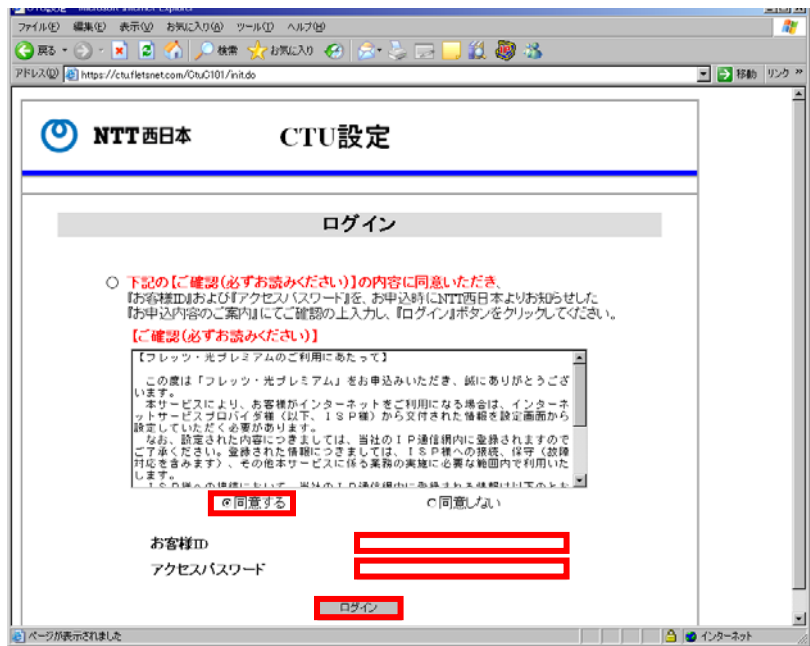 ファイル(F) 編集(E) 表示(V) お気に入り(A) ツール(T) ヘルプ(H)
戻る 検索 お気に入り
アドレス(D) https://ctu.fletsnet.com/CtuC101/init.do 移動 リンク »
NTT西日本 CTU設定
ログイン
下記の【ご確認(必ずお読みください)】の内容に同意いただき、
『お客様ID』および『アクセスパスワード』を、お申込時にNTT西日本よりお知らせした
『お申込内容のご案内』にてご確認の上入力し、『ログイン』ボタンをクリックしてください。
【ご確認(必ずお読みください)】
【フレッツ・光プレミアムのご利用にあたって】
この度は「フレッツ・光プレミアム」をお申込みいただき、誠にありがとうござ
います。
本サービスにより、お客様がインターネットをご利用になる場合は、インターネ
ットサービスプロバイダ様（以下、ＩＳＰ様）から交付された情報を設定画面から
設定していただく必要があります。
なお、設定された内容につきましては、当社のＩＰ通信網内に登録されますので
ご了承ください。登録された情報につきましては、ＩＳＰ様への接続、保守（故障
対応を含みます）、その他本サービスに係る業務の実施に必要な範囲内で利用いた
します。
同意する 同意しない
お客様ID
アクセスパスワード
ログイン
ページが表示されました インターネット